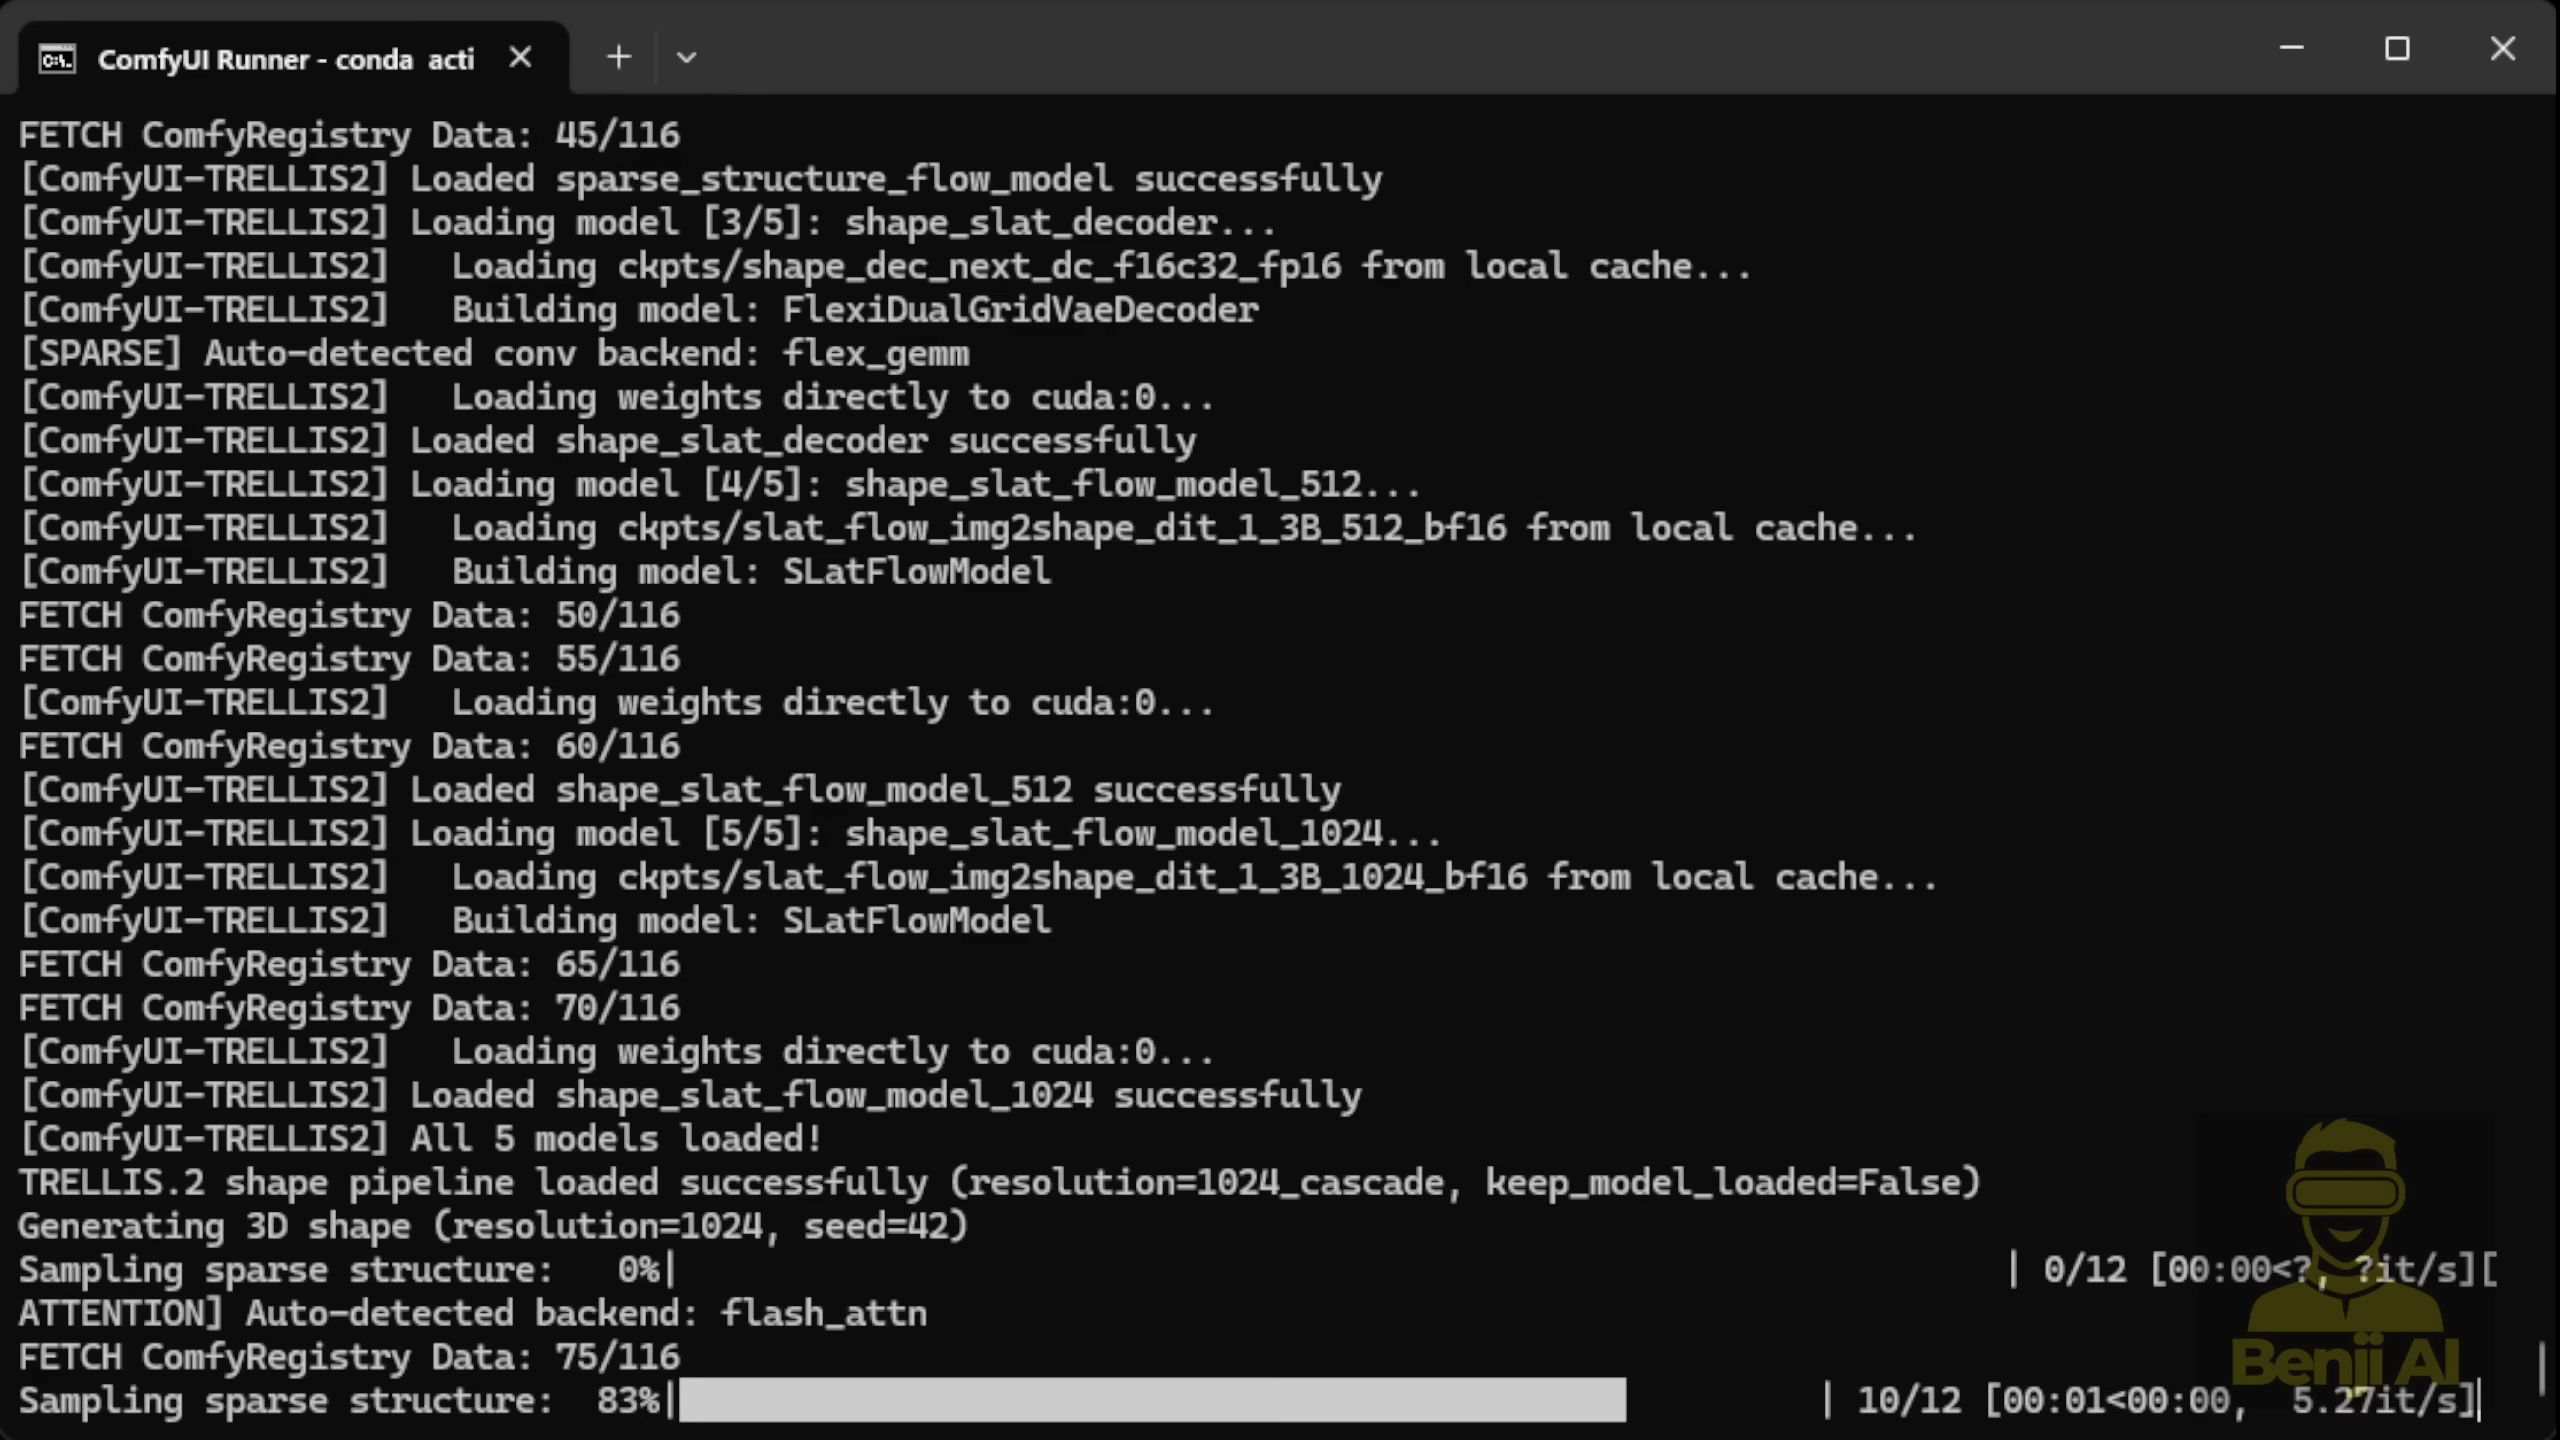 ComfyUI Runner - conda acti
FETCH ComfyRegistry Data: 45/116
[ComfyUI-TRELLIS2] Loaded sparse_structure_flow_model successfully
[ComfyUI-TRELLIS2] Loading model [3/5]: shape_slat_decoder...
[ComfyUI-TRELLIS2]   Loading ckpts/shape_dec_next_dc_f16c32_fp16 from local cache...
[ComfyUI-TRELLIS2]   Building model: FlexiDualGridVaeDecoder
[SPARSE] Auto-detected conv backend: flex_gemm
[ComfyUI-TRELLIS2]   Loading weights directly to cuda:0...
[ComfyUI-TRELLIS2] Loaded shape_slat_decoder successfully
[ComfyUI-TRELLIS2] Loading model [4/5]: shape_slat_flow_model_512...
[ComfyUI-TRELLIS2]   Loading ckpts/slat_flow_img2shape_dit_1_3B_512_bf16 from local cache...
[ComfyUI-TRELLIS2]   Building model: SLatFlowModel
FETCH ComfyRegistry Data: 50/116
FETCH ComfyRegistry Data: 55/116
[ComfyUI-TRELLIS2]   Loading weights directly to cuda:0...
FETCH ComfyRegistry Data: 60/116
[ComfyUI-TRELLIS2] Loaded shape_slat_flow_model_512 successfully
[ComfyUI-TRELLIS2] Loading model [5/5]: shape_slat_flow_model_1024...
[ComfyUI-TRELLIS2]   Loading ckpts/slat_flow_img2shape_dit_1_3B_1024_bf16 from local cache...
[ComfyUI-TRELLIS2]   Building model: SLatFlowModel
FETCH ComfyRegistry Data: 65/116
FETCH ComfyRegistry Data: 70/116
[ComfyUI-TRELLIS2]   Loading weights directly to cuda:0...
[ComfyUI-TRELLIS2] Loaded shape_slat_flow_model_1024 successfully
[ComfyUI-TRELLIS2] All 5 models loaded!
TRELLIS.2 shape pipeline loaded successfully (resolution=1024_cascade, keep_model_loaded=False)
Generating 3D shape (resolution=1024, seed=42)
Sampling sparse structure:   0%| | 0/12 [00:00<?, ?it/s][
ATTENTION] Auto-detected backend: flash_attn
FETCH ComfyRegistry Data: 75/116
Sampling sparse structure:  83%| | 10/12 [00:01<00:00,  5.27it/s]
Benji AI